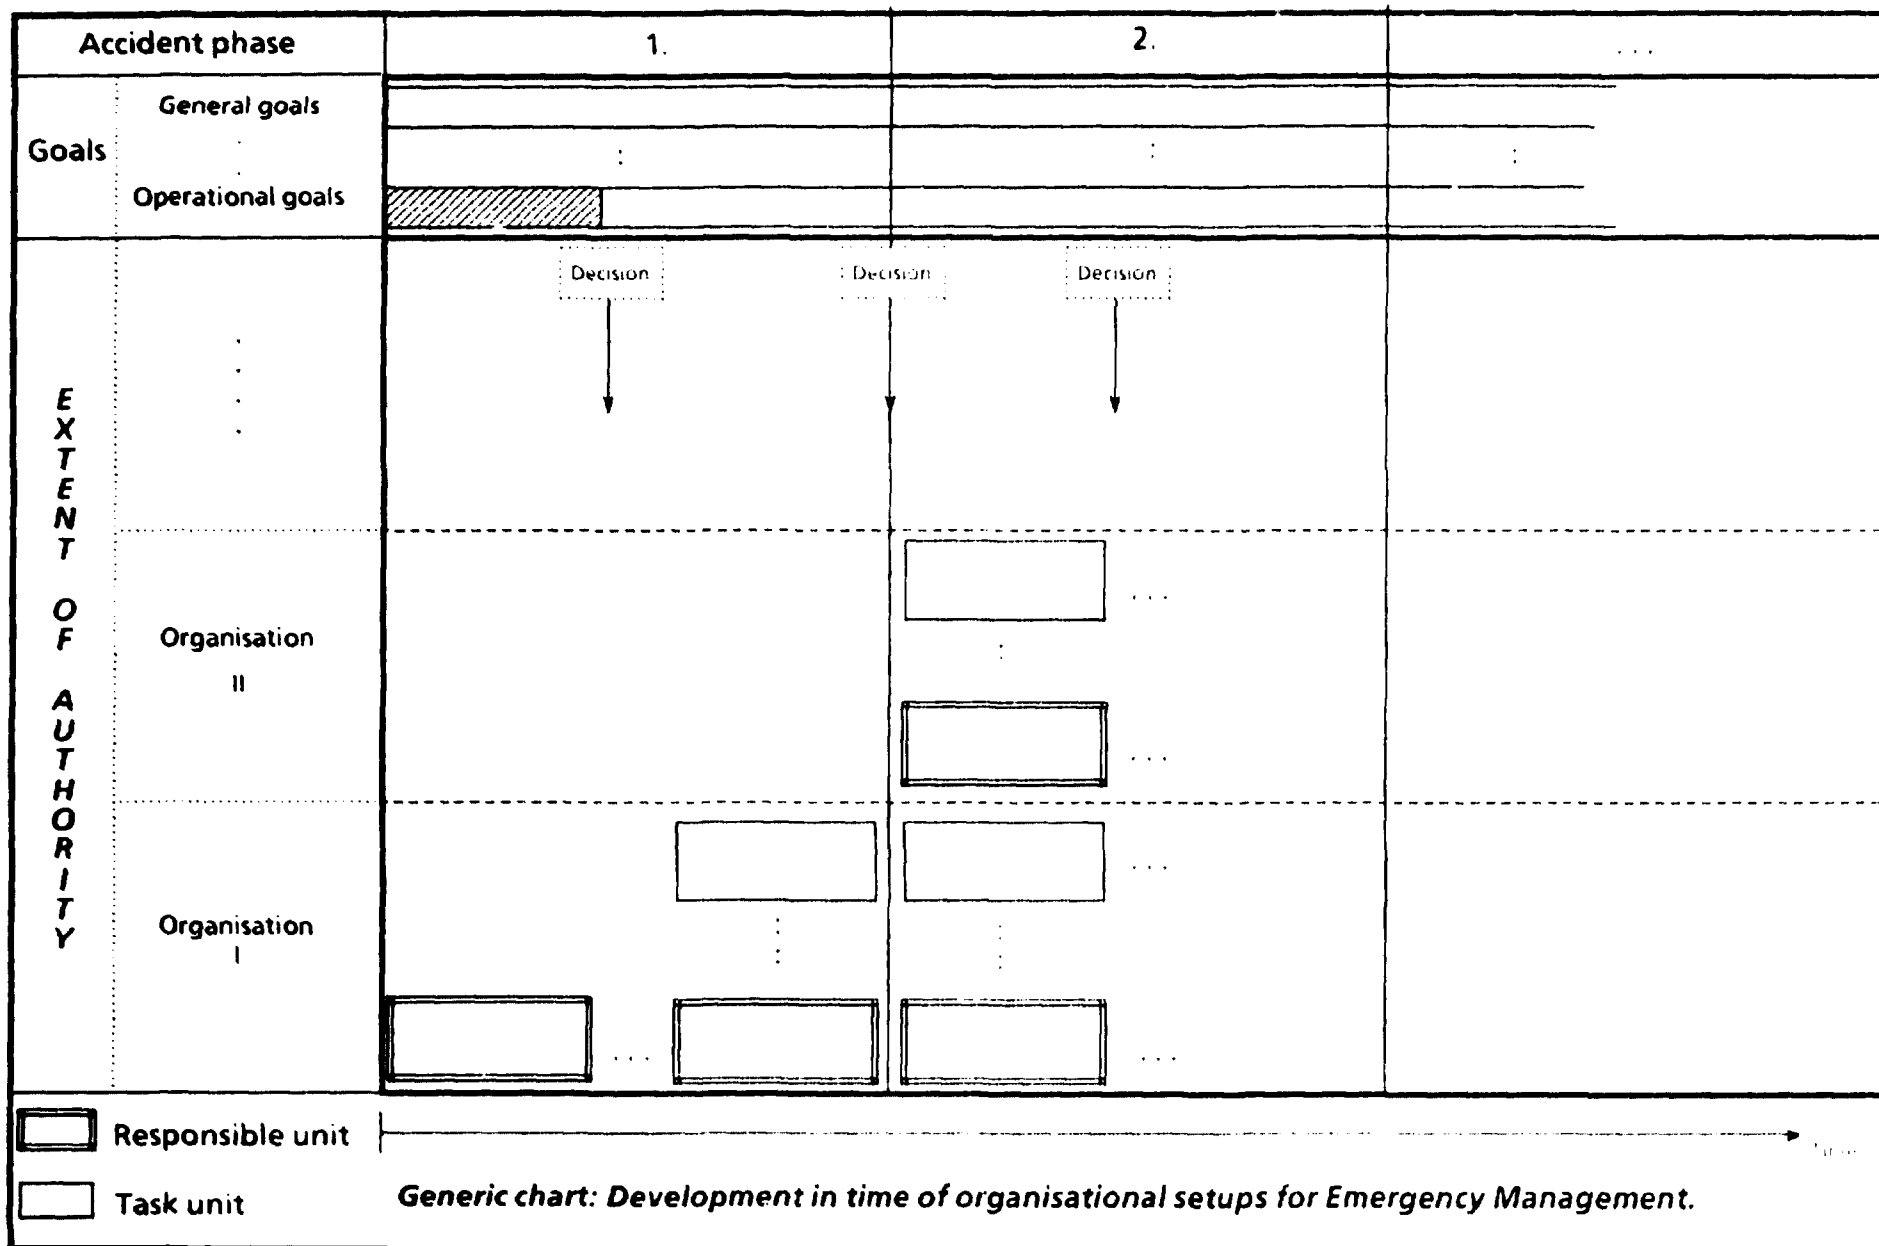 Accident phase
1.
2.
...
Goals
General goals
Operational goals
Decision
Decision
Decision
EXTENT OF AUTHORITY
...
Organisation
II
...
...
Organisation
I
...
...
Responsible unit
Task unit
Generic chart: Development in time of organisational setups for Emergency Management.